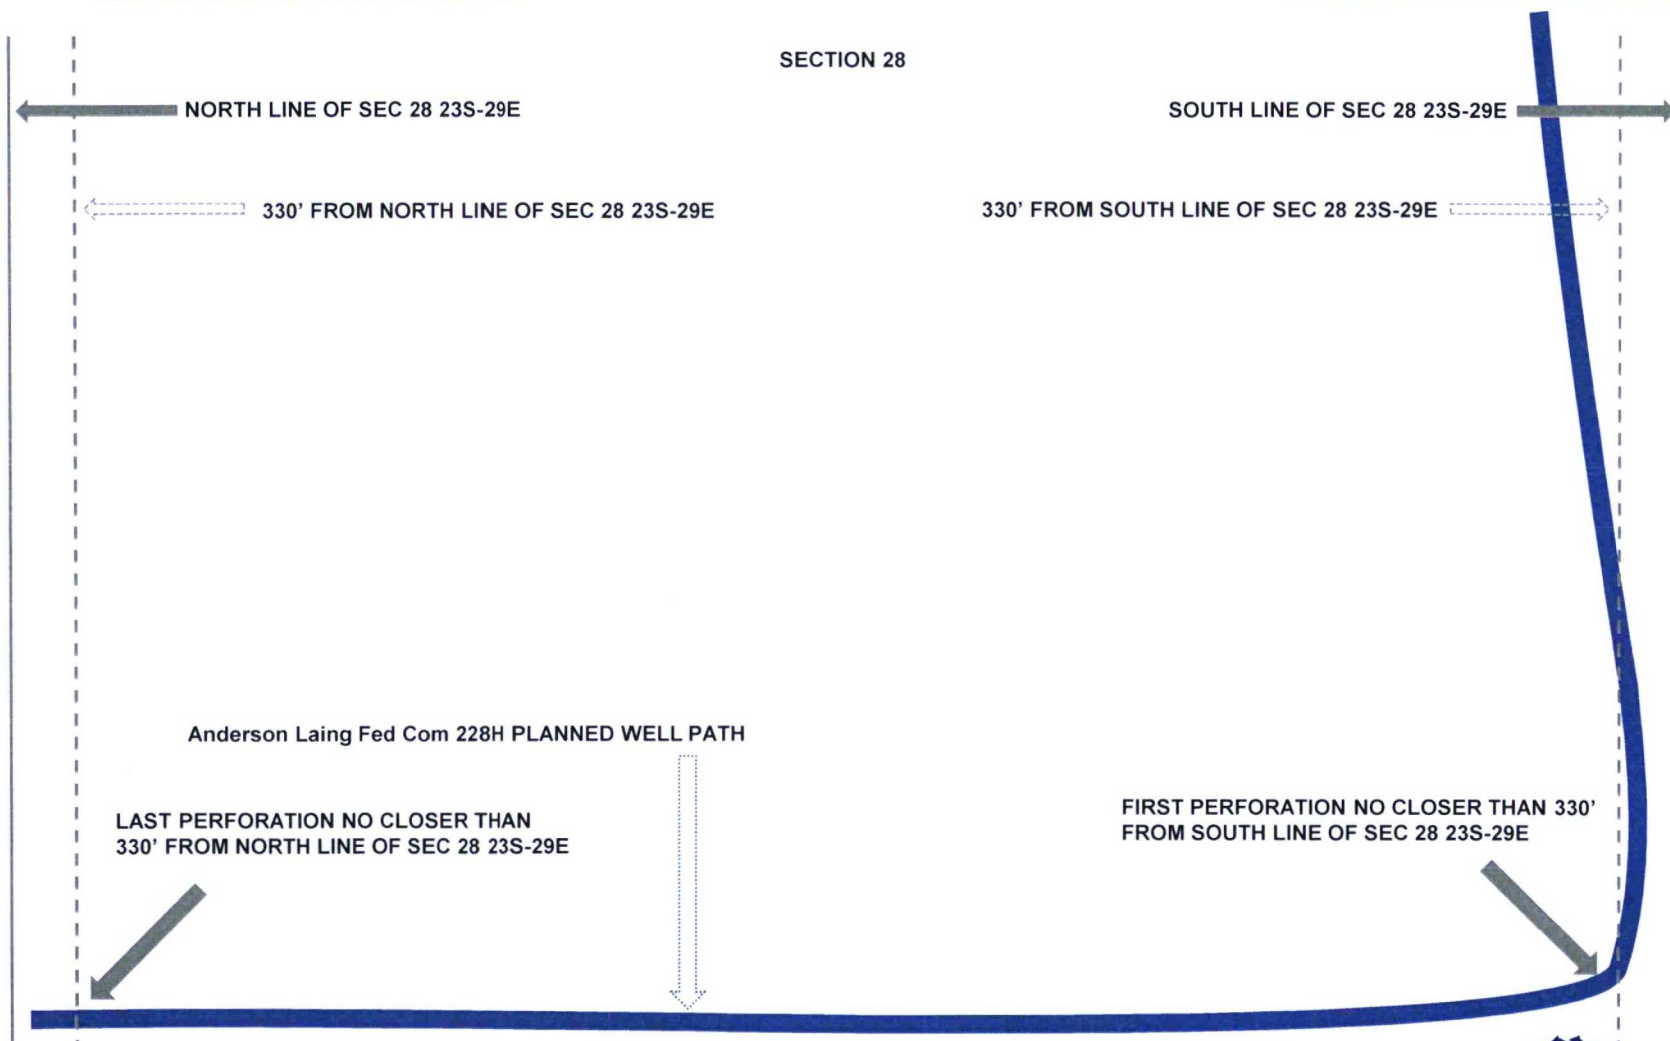 SECTION 28
NORTH LINE OF SEC 28 23S-29E
SOUTH LINE OF SEC 28 23S-29E
330' FROM NORTH LINE OF SEC 28 23S-29E
330' FROM SOUTH LINE OF SEC 28 23S-29E
Anderson Laing Fed Com 228H PLANNED WELL PATH
LAST PERFORATION NO CLOSER THAN
330' FROM NORTH LINE OF SEC 28 23S-29E
FIRST PERFORATION NO CLOSER THAN 330'
FROM SOUTH LINE OF SEC 28 23S-29E